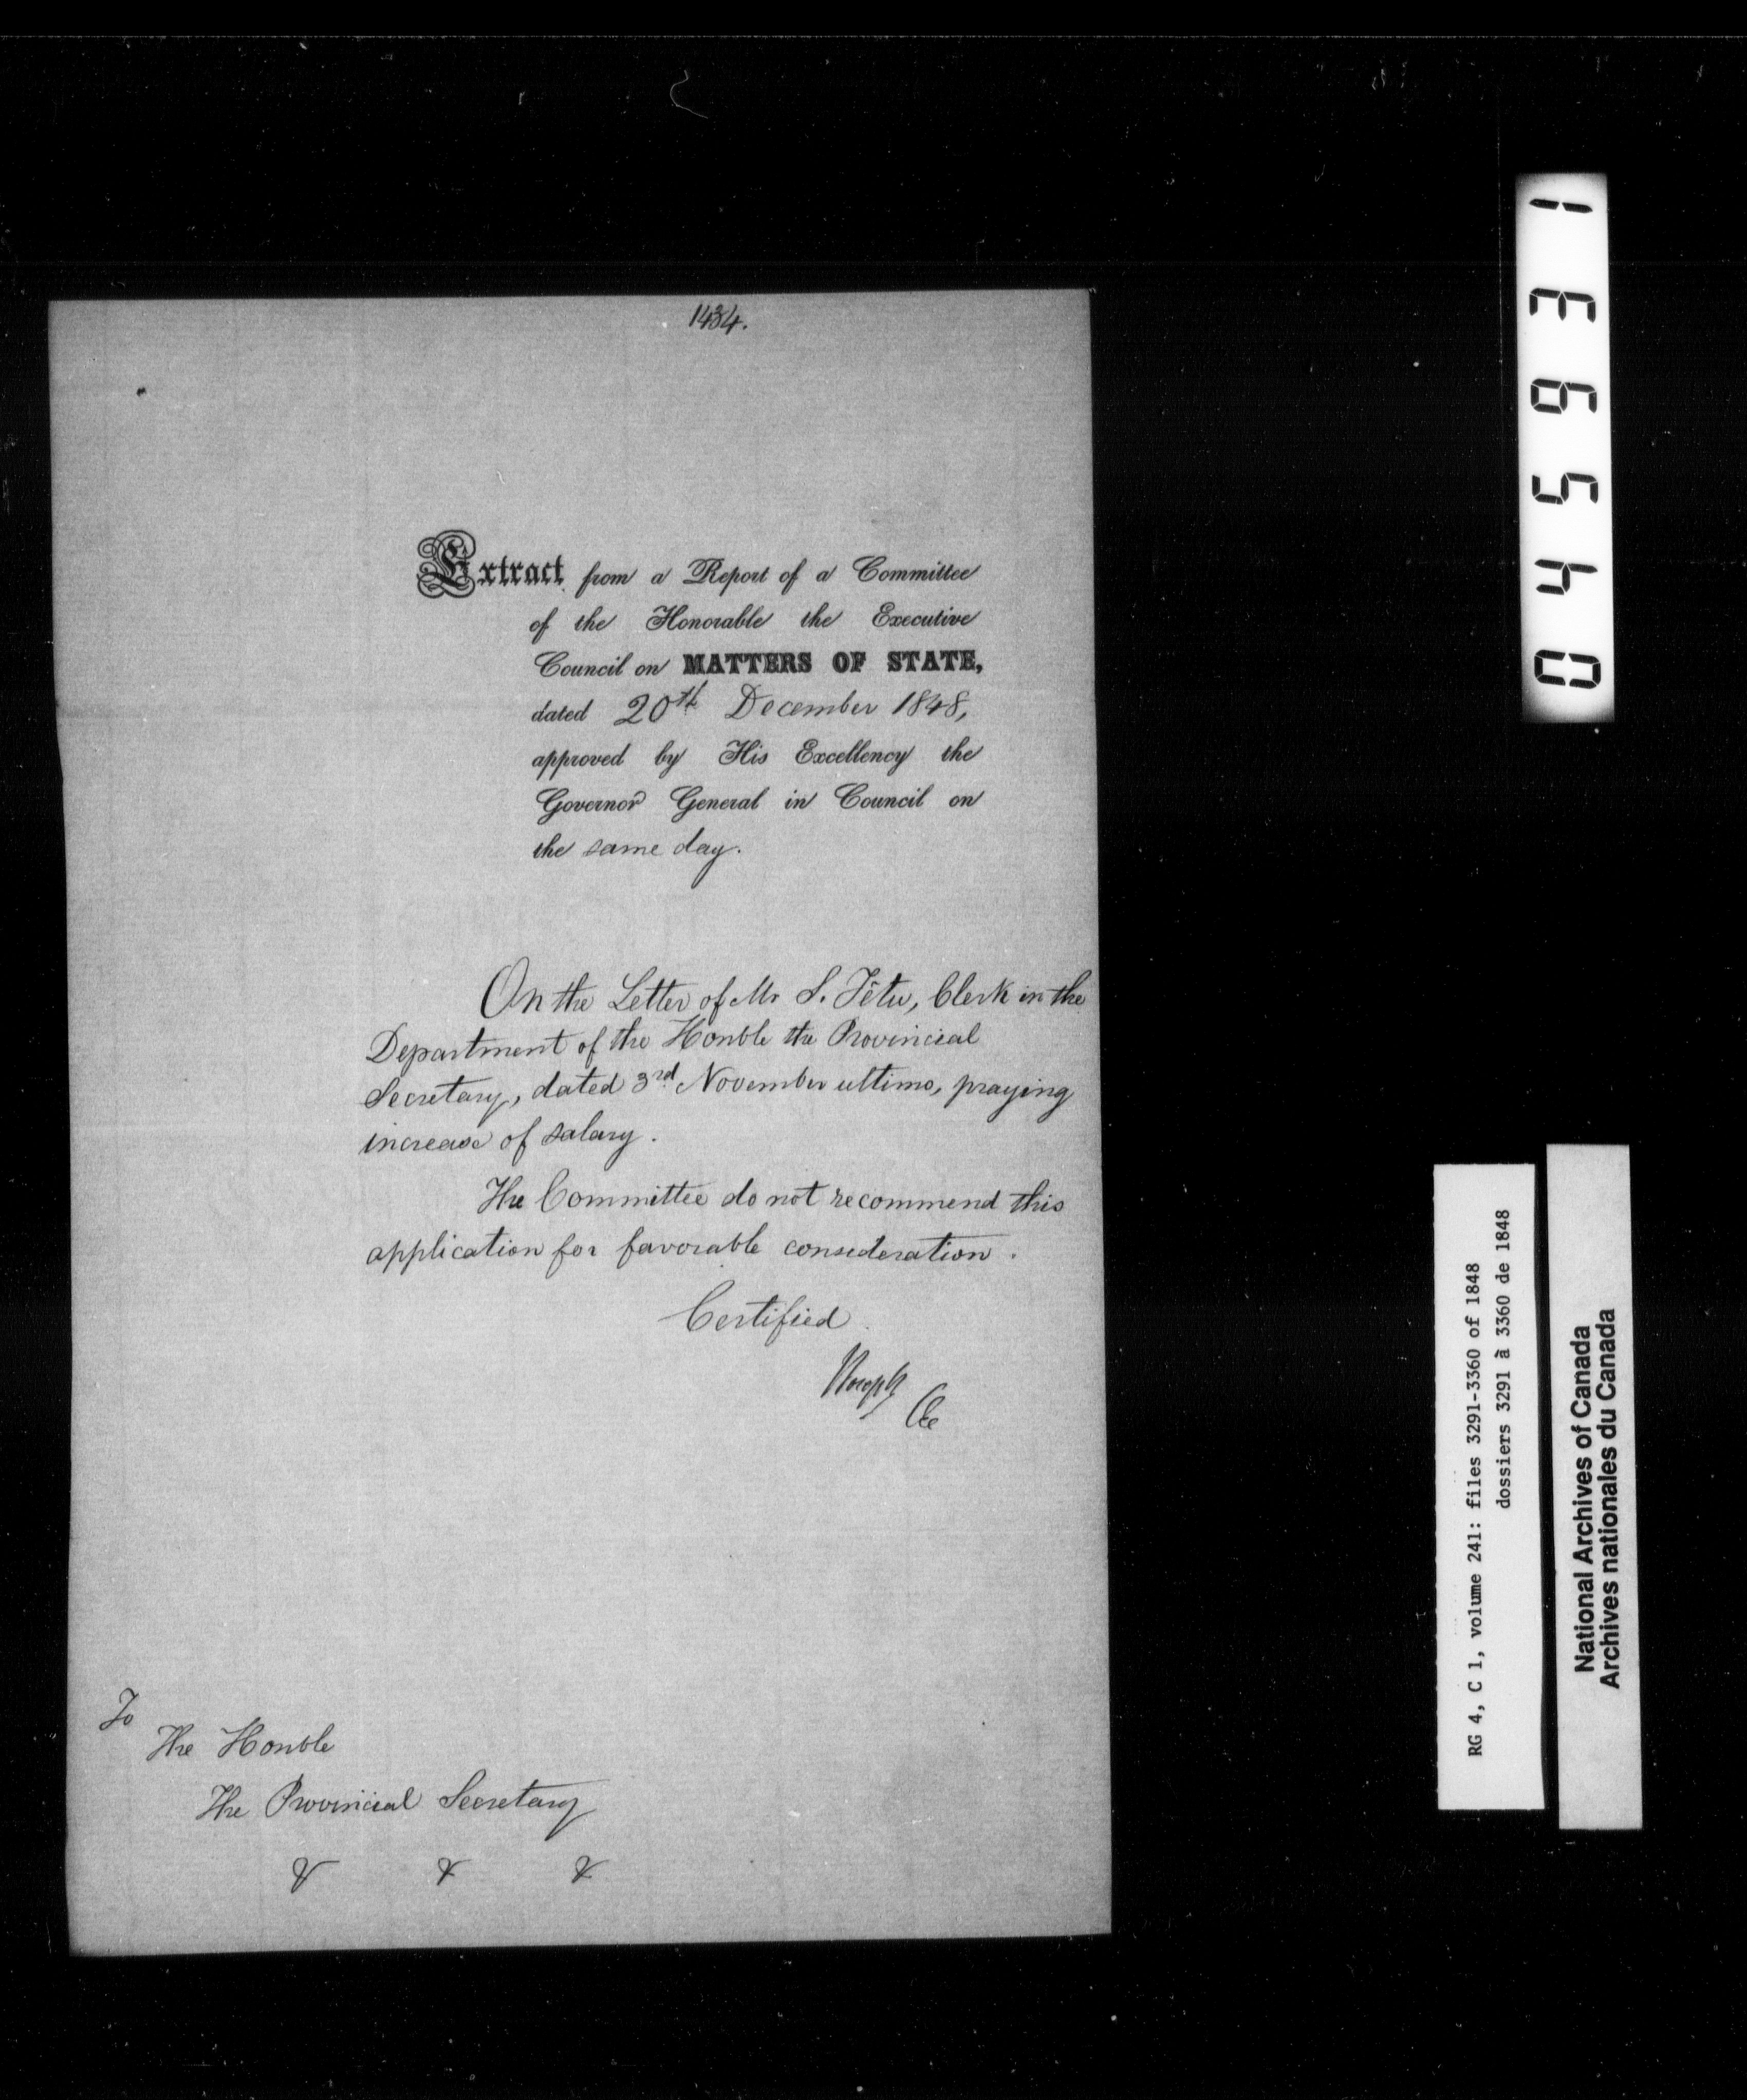 1434.
Extract from a Report of a Committee
of the Honorable the Executive
Council on MATTERS OF STATE,
dated 20th December 1848,
approved by His Excellency the
Governor General in Council on
the same day.
On the Letter of Mr S. Têtu, Clerk in the
Department of the Honble the Provincial
Secretary, dated 3rd November ultimo, praying
increase of salary.
The Committee do not recommend this
application for favorable consideration.
Certified
To
The Honble
The Provincial Secretary
& & &
045931
RG 4, C 1, volume 241: files 3291-3360 of 1848
dossiers 3291 à 3360 de 1848
National Archives of Canada
Archives nationales du Canada